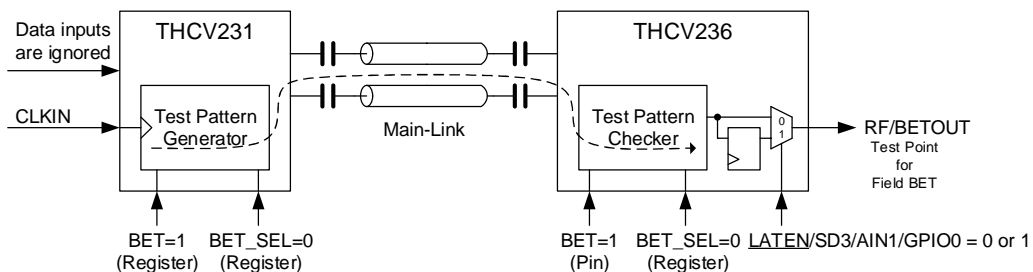 Data inputs
are ignored
CLKIN
THCV231
Test Pattern
Generator
Main-Link
THCV236
Test Pattern
Checker
0
1
RF/BETOUT
Test Point
for
Field BET
BET=1
(Register)
BET_SEL=0
(Register)
BET=1
(Pin)
BET_SEL=0
(Register)
LATEN/SD3/AIN1/GPIO0 = 0 or 1